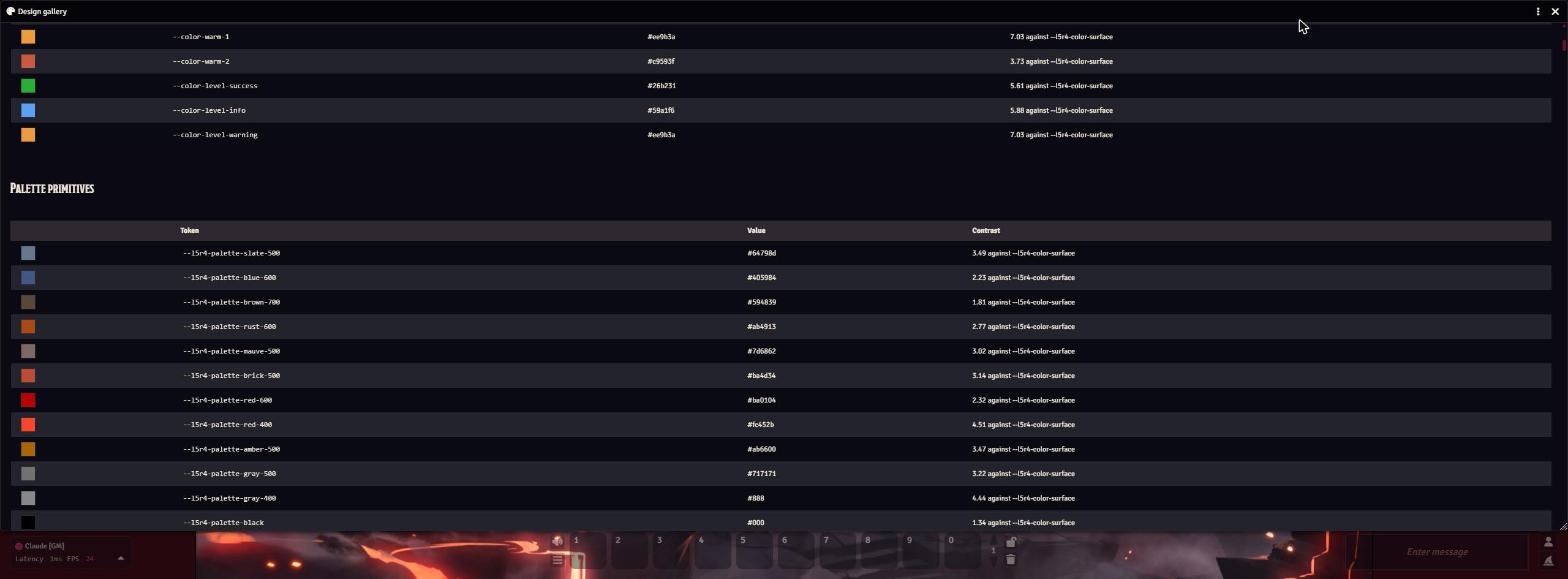 Design gallery
--color-warm-1 #ee9b3a 7.03 against --l5r4-color-surface
--color-warm-2 #c9593f 3.73 against --l5r4-color-surface
--color-level-success #26b231 5.61 against --l5r4-color-surface
--color-level-info #59a1f6 5.88 against --l5r4-color-surface
--color-level-warning #ee9b3a 7.03 against --l5r4-color-surface
Palette primitives
Token Value Contrast
--l5r4-palette-slate-500 #64798d 3.49 against --l5r4-color-surface
--l5r4-palette-blue-600 #405984 2.23 against --l5r4-color-surface
--l5r4-palette-brown-700 #594839 1.81 against --l5r4-color-surface
--l5r4-palette-rust-600 #ab4913 2.77 against --l5r4-color-surface
--l5r4-palette-mauve-500 #7d6862 3.02 against --l5r4-color-surface
--l5r4-palette-brick-500 #ba4d34 3.14 against --l5r4-color-surface
--l5r4-palette-red-600 #ba0104 2.32 against --l5r4-color-surface
--l5r4-palette-red-400 #fc452b 4.51 against --l5r4-color-surface
--l5r4-palette-amber-500 #ab6600 3.47 against --l5r4-color-surface
--l5r4-palette-gray-500 #717171 3.22 against --l5r4-color-surface
--l5r4-palette-gray-400 #888 4.44 against --l5r4-color-surface
--l5r4-palette-black #000 1.34 against --l5r4-color-surface
Claude [GM]
Latency 3ms FPS 24
1 2 3 4 5 6 7 8 9 0
1
Enter message